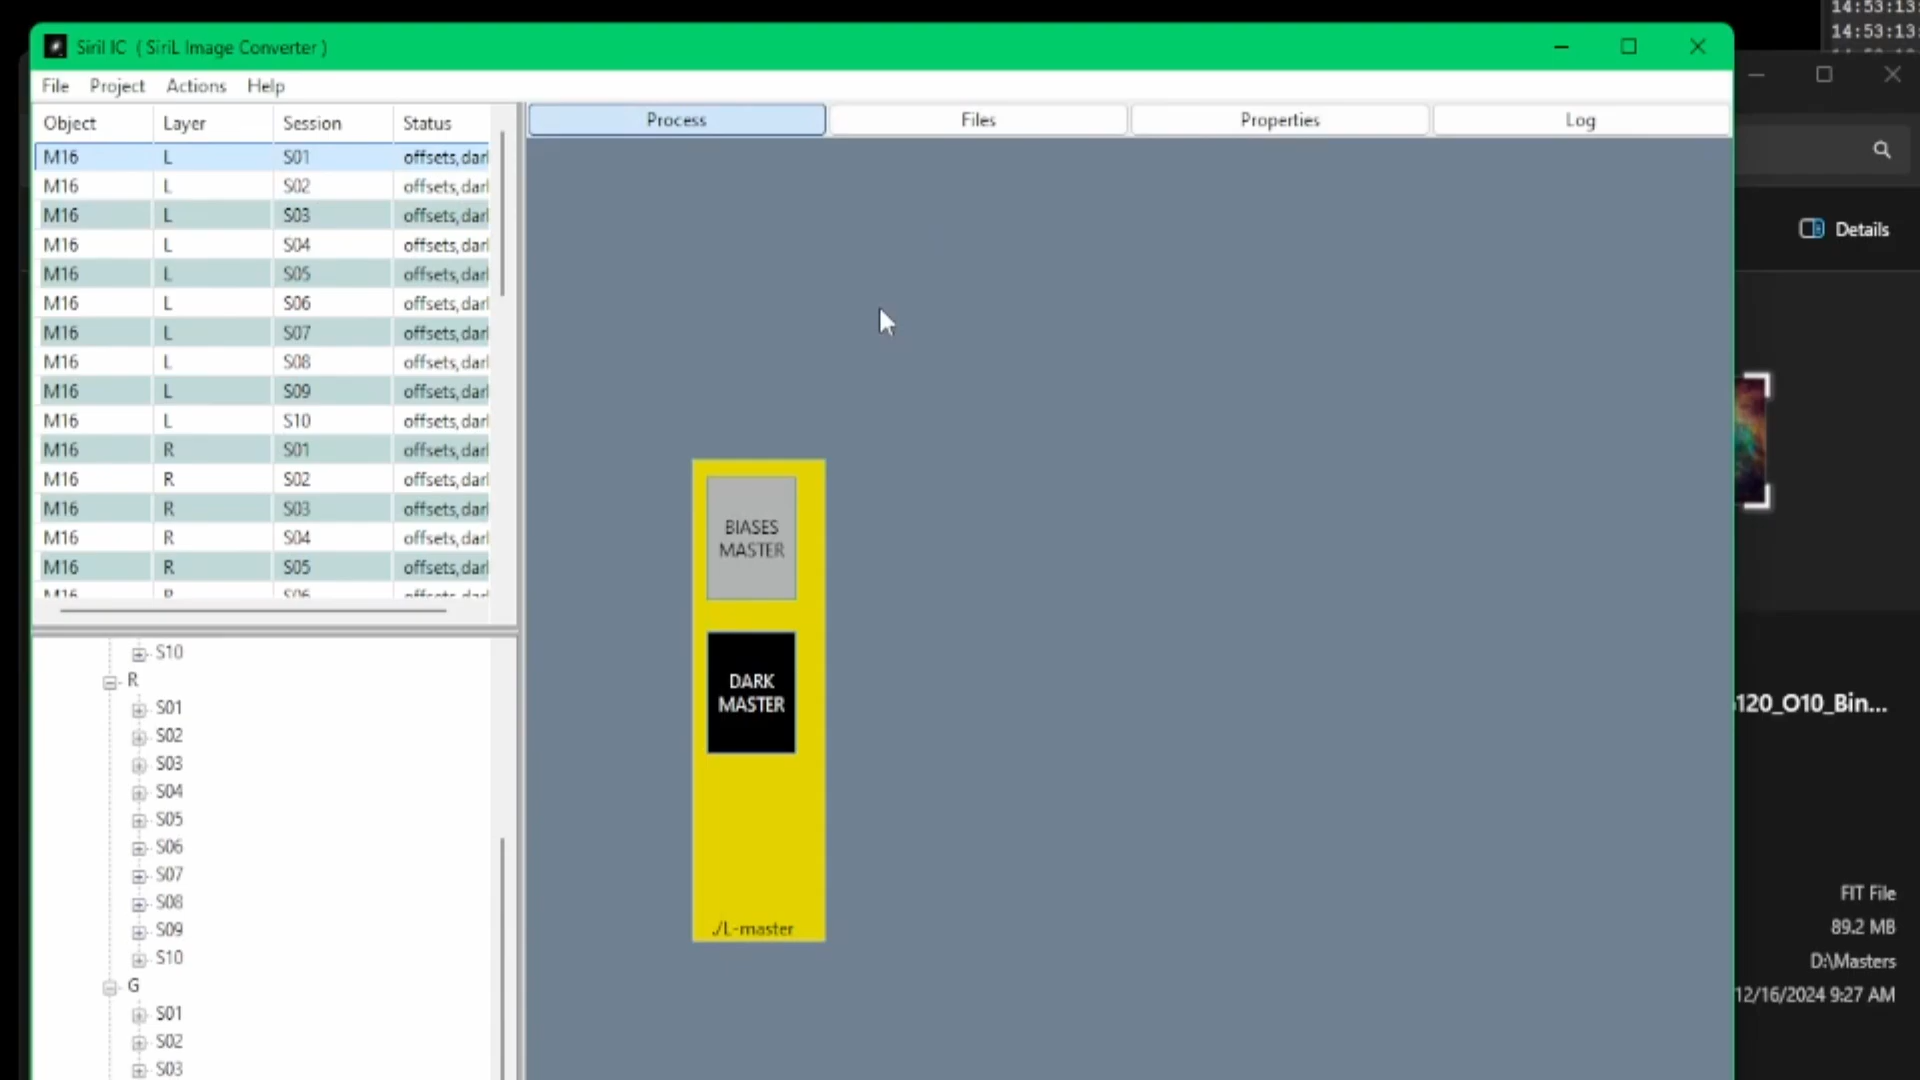 14:53:13
14:53:13
Siril IC ( SiriL Image Converter )
File Project Actions Help
Object Layer Session Status
M16 L S01 offsets, dar
M16 L S02 offsets, dar
M16 L S03 offsets, dar
M16 L S04 offsets, dar
M16 L S05 offsets, dar
M16 L S06 offsets, dar
M16 L S07 offsets, dar
M16 L S08 offsets, dar
M16 L S09 offsets, dar
M16 L S10 offsets, dar
M16 R S01 offsets, dar
M16 R S02 offsets, dar
M16 R S03 offsets, dar
M16 R S04 offsets, dar
M16 R S05 offsets, dar
M16 R S06
S10
R
S01
S02
S03
S04
S05
S06
S07
S08
S09
S10
G
S01
S02
S03
Process Files Properties Log
BIASES
MASTER
DARK
MASTER
./L-master
Details
120_O10_Bin...
FIT File
89.2 MB
D:\Masters
12/16/2024 9:27 AM